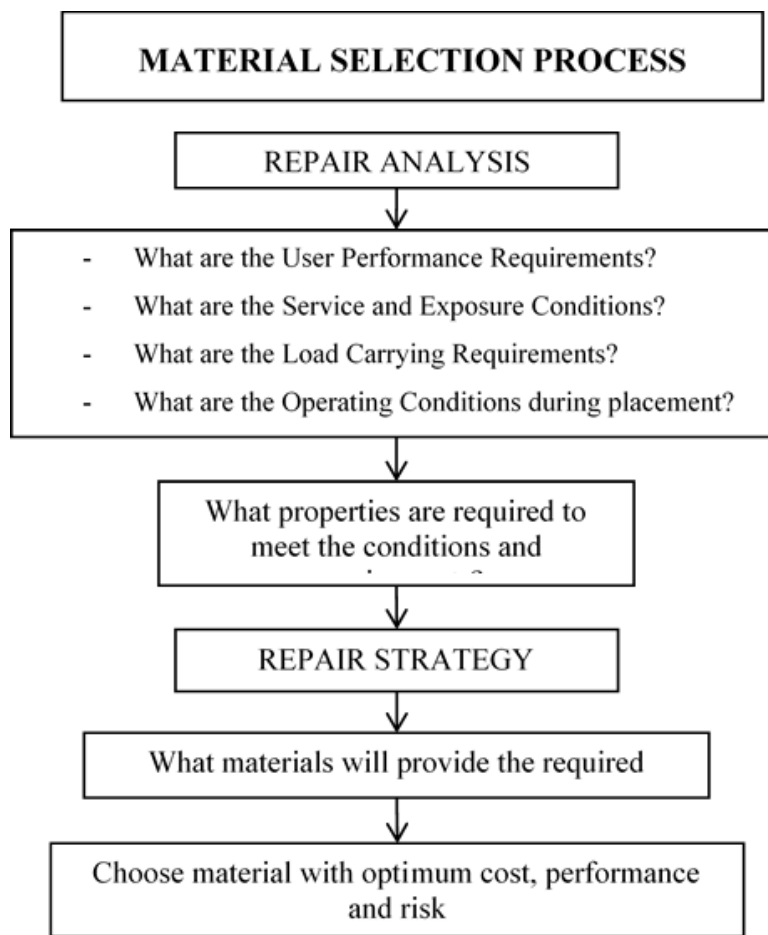 MATERIAL SELECTION PROCESS
REPAIR ANALYSIS
- What are the User Performance Requirements?
- What are the Service and Exposure Conditions?
- What are the Load Carrying Requirements?
- What are the Operating Conditions during placement?
What properties are required to
meet the conditions and
REPAIR STRATEGY
What materials will provide the required
Choose material with optimum cost, performance
and risk